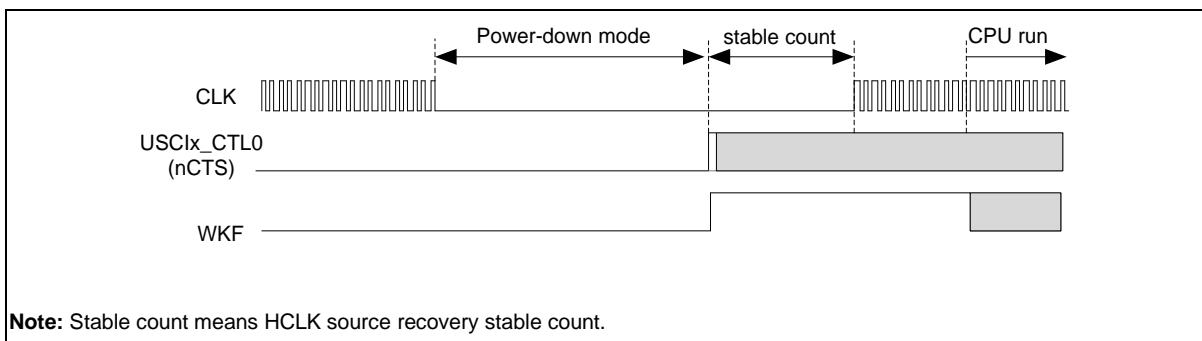 Power-down mode
stable count
CPU run
CLK
USCIx_CTL0
(nCTS)
WKF
Note: Stable count means HCLK source recovery stable count.